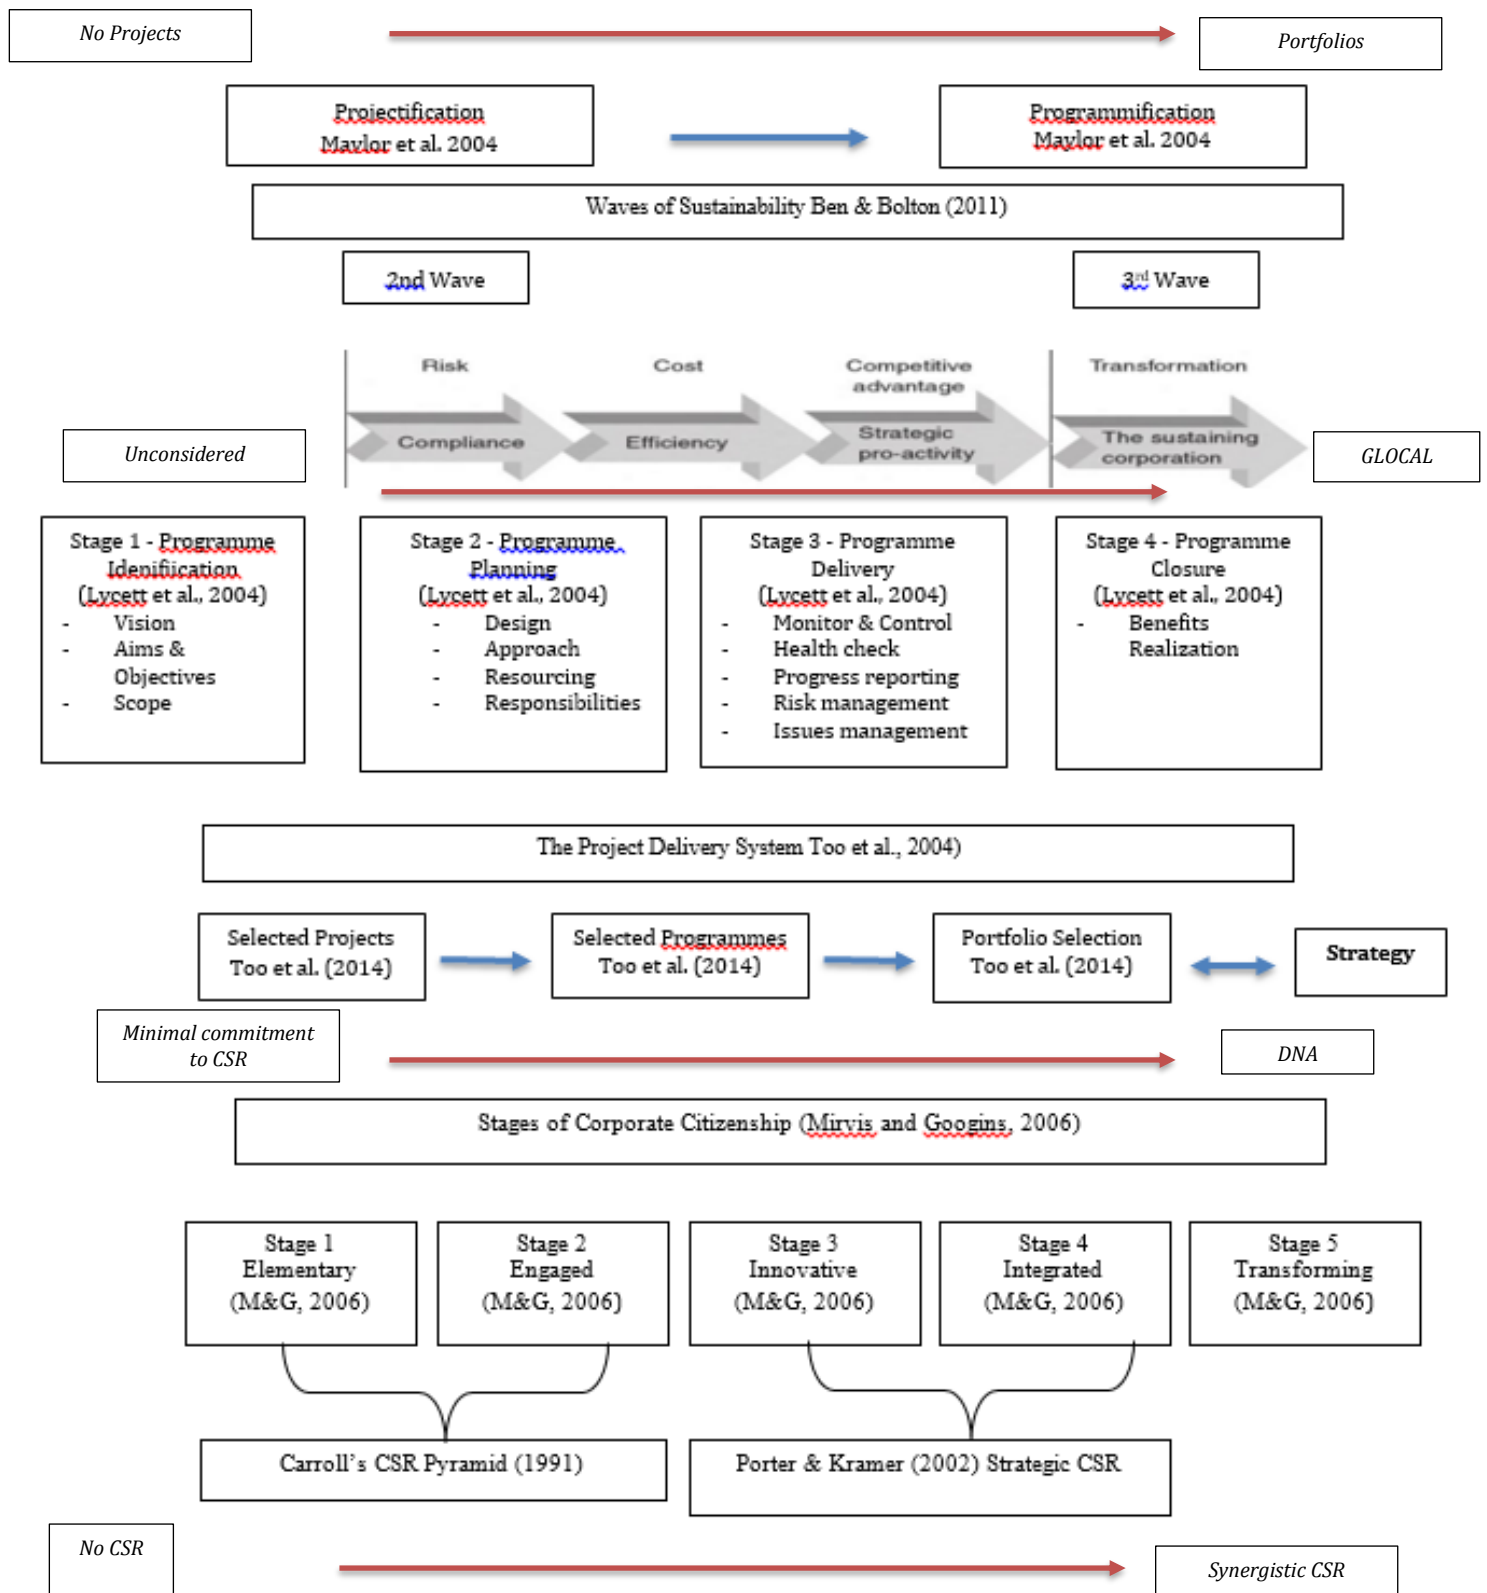 No Projects
Portfolios
Projectification
Maylor et al. 2004
Programmification
Maylor et al. 2004
Waves of Sustainability Ben & Bolton (2011)
2nd Wave
3rd Wave
Risk
Cost
Competitive
advantage
Transformation
Compliance
Efficiency
Strategic
pro-activity
The sustaining
corporation
Unconsidered
GLOCAL
Stage 1 - Programme
Idenifiication
(Lycett et al., 2004)
- Vision
- Aims &
Objectives
- Scope
Stage 2 - Programme
Planning
(Lycett et al., 2004)
- Design
- Approach
- Resourcing
- Responsibilities
Stage 3 - Programme
Delivery
(Lycett et al., 2004)
- Monitor & Control
- Health check
- Progress reporting
- Risk management
- Issues management
Stage 4 - Programme
Closure
(Lycett et al., 2004)
- Benefits
Realization
The Project Delivery System Too et al., 2004)
Selected Projects
Too et al. (2014)
Selected Programmes
Too et al. (2014)
Portfolio Selection
Too et al. (2014)
Strategy
Minimal commitment
to CSR
DNA
Stages of Corporate Citizenship (Mirvis and Googins, 2006)
Stage 1
Elementary
(M&G, 2006)
Stage 2
Engaged
(M&G, 2006)
Stage 3
Innovative
(M&G, 2006)
Stage 4
Integrated
(M&G, 2006)
Stage 5
Transforming
(M&G, 2006)
Carroll's CSR Pyramid (1991)
Porter & Kramer (2002) Strategic CSR
No CSR
Synergistic CSR